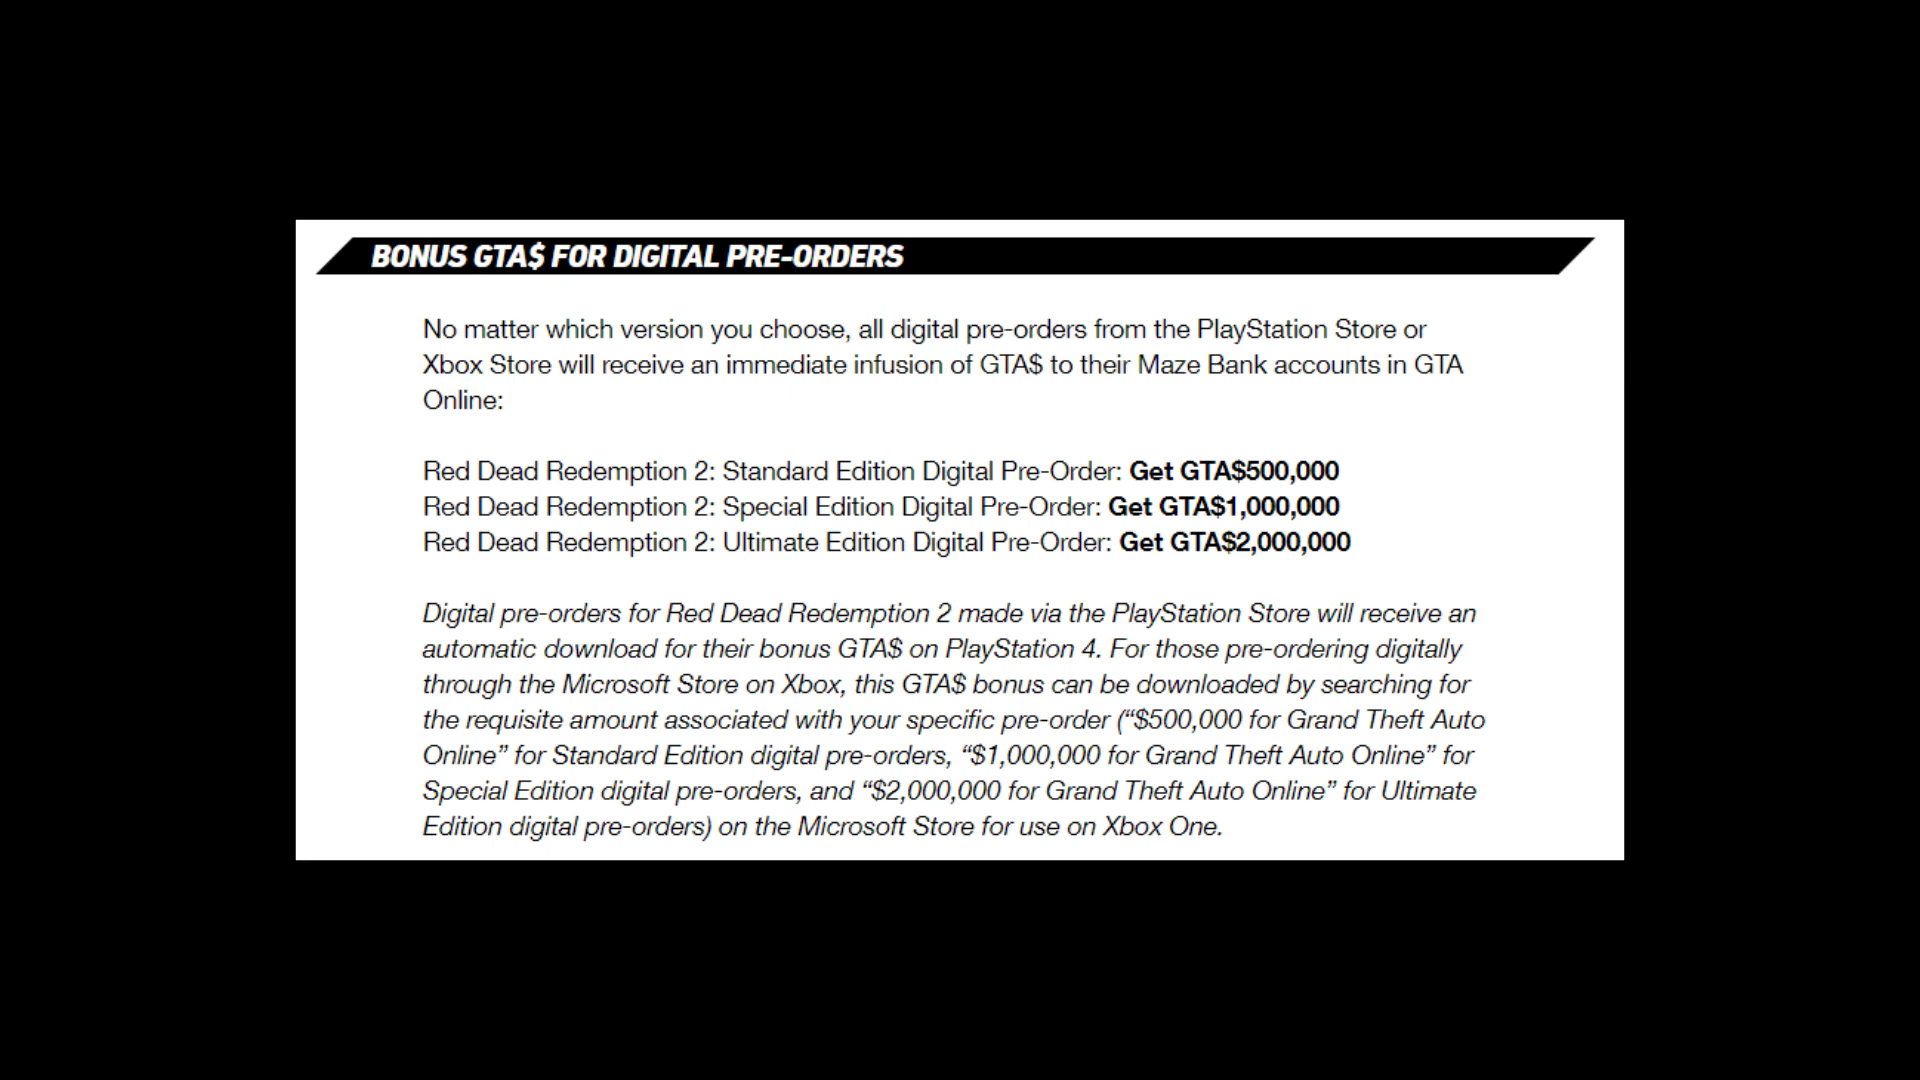 BONUS GTA$ FOR DIGITAL PRE-ORDERS
No matter which version you choose, all digital pre-orders from the PlayStation Store or
Xbox Store will receive an immediate infusion of GTA$ to their Maze Bank accounts in GTA
Online:
Red Dead Redemption 2: Standard Edition Digital Pre-Order: Get GTA$500,000
Red Dead Redemption 2: Special Edition Digital Pre-Order: Get GTA$1,000,000
Red Dead Redemption 2: Ultimate Edition Digital Pre-Order: Get GTA$2,000,000
Digital pre-orders for Red Dead Redemption 2 made via the PlayStation Store will receive an
automatic download for their bonus GTA$ on PlayStation 4. For those pre-ordering digitally
through the Microsoft Store on Xbox, this GTA$ bonus can be downloaded by searching for
the requisite amount associated with your specific pre-order (“$500,000 for Grand Theft Auto
Online” for Standard Edition digital pre-orders, “$1,000,000 for Grand Theft Auto Online” for
Special Edition digital pre-orders, and “$2,000,000 for Grand Theft Auto Online” for Ultimate
Edition digital pre-orders) on the Microsoft Store for use on Xbox One.